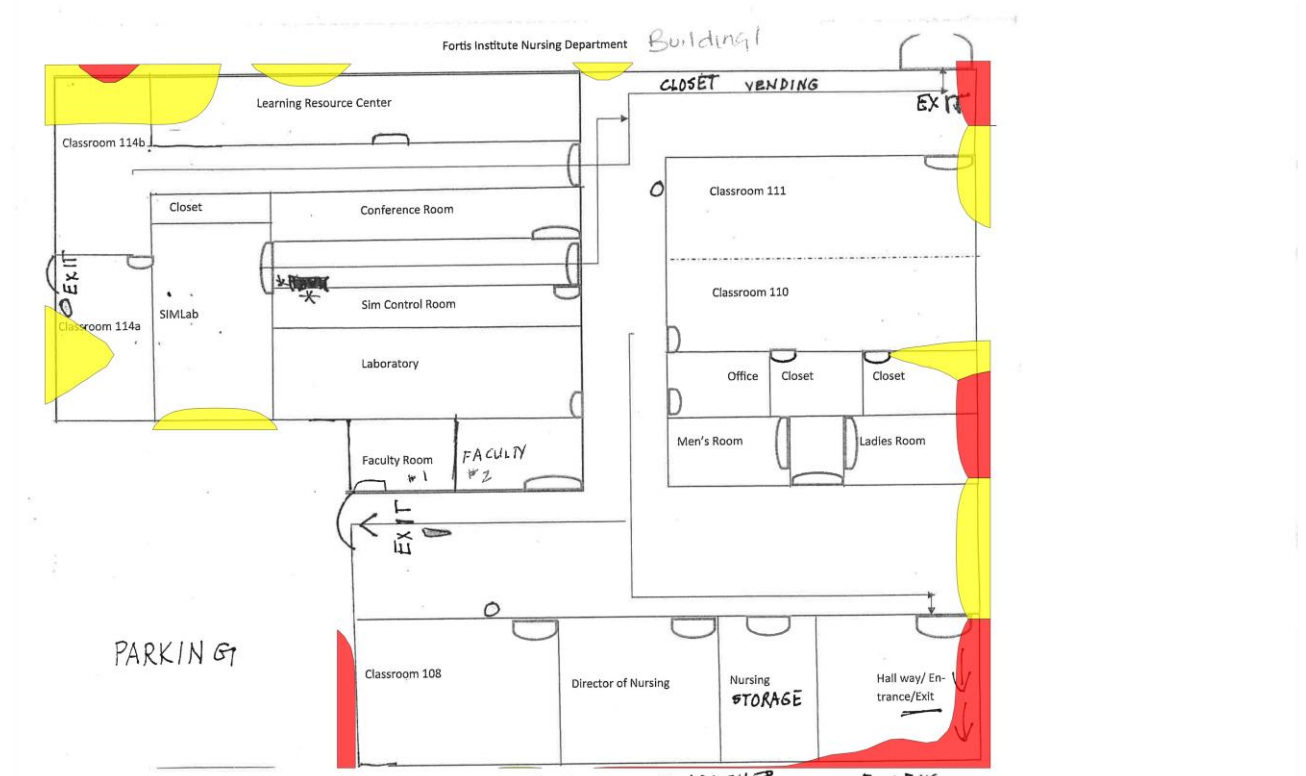 Fortis Institute Nursing Department Building 1
CLOSET VENDING
EXIT
Learning Resource Center
Classroom 114b
Classroom 111
Closet
Conference Room
EXIT
Classroom 110
Sim Control Room
SIMLab
Classroom 114a
Laboratory
Office
Closet
Closet
Men's Room
Ladies Room
Faculty Room
#1
FACULTY
#2
EXIT
PARKING
Classroom 108
Director of Nursing
Nursing
STORAGE
Hall way/ En-
trance/Exit